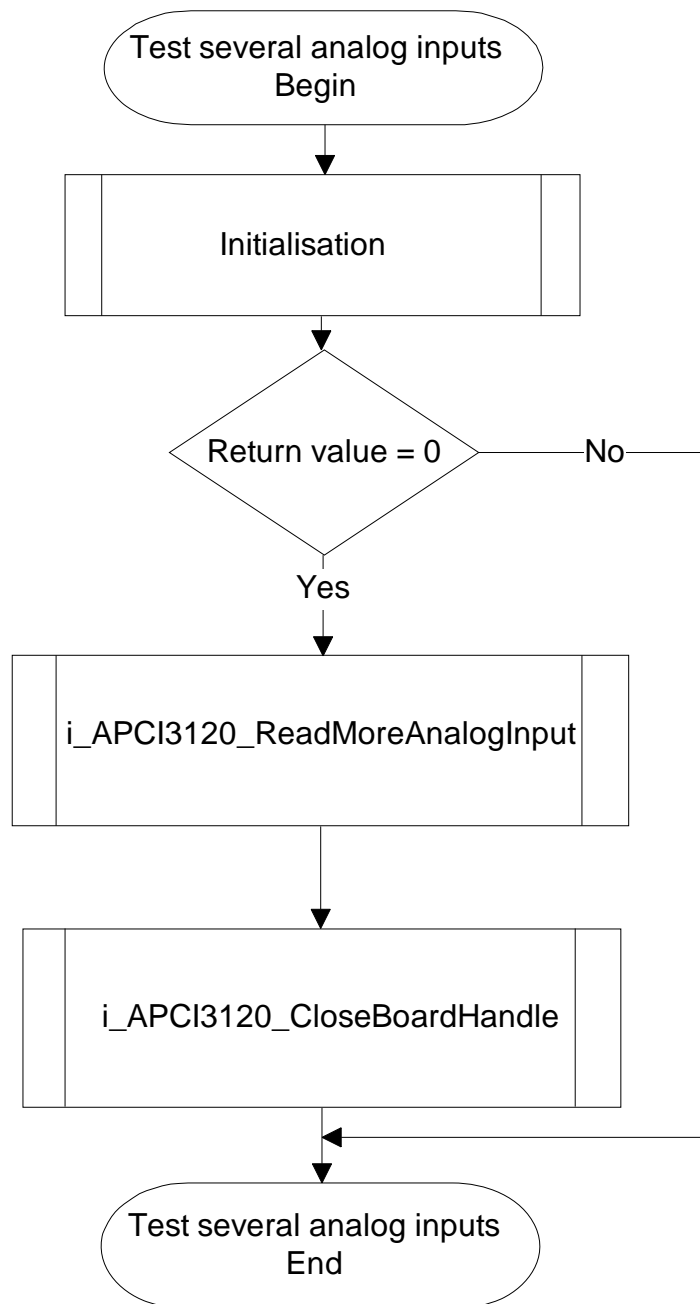 Test several analog inputs
Begin
Initialisation
Return value = 0
No
Yes
i_APCI3120_ReadMoreAnalogInput
i_APCI3120_CloseBoardHandle
Test several analog inputs
End